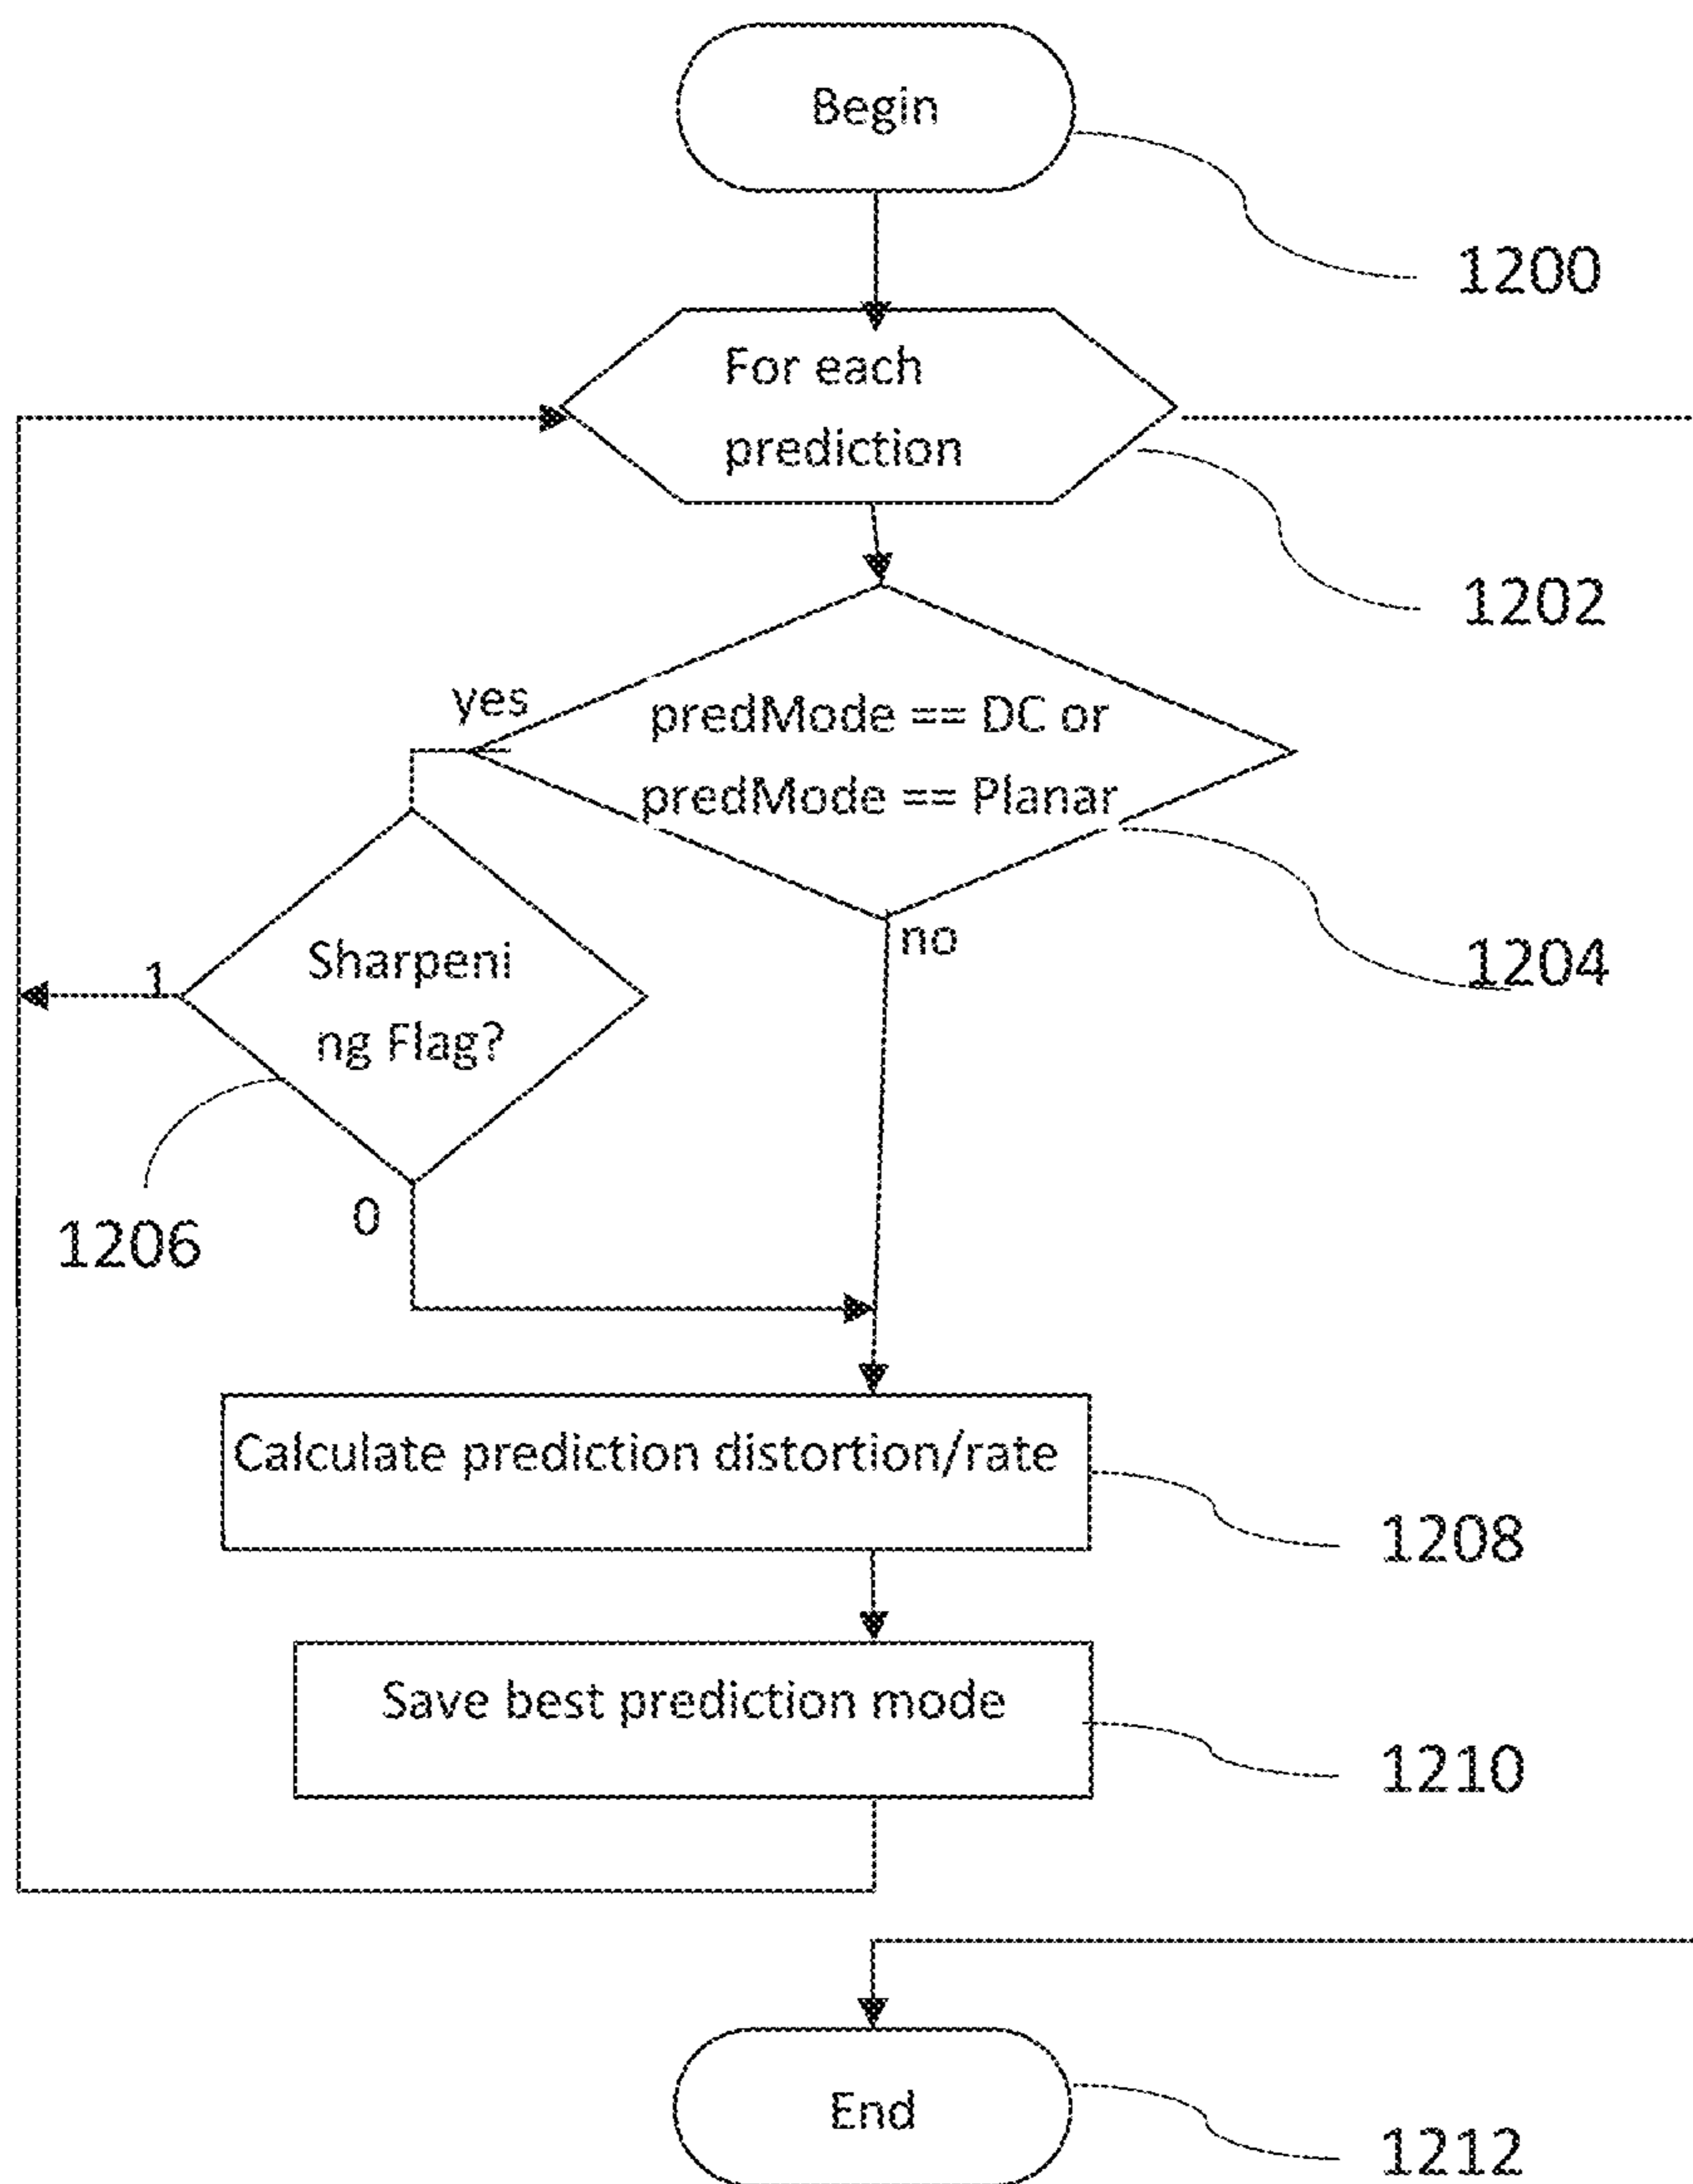 Begin
1200
For each
prediction
1202
yes
predMode == DC or
predMode == Planar
no
1204
1
Sharpeni
ng Flag?
0
1206
Calculate prediction distortion/rate
1208
Save best prediction mode
1210
End
1212